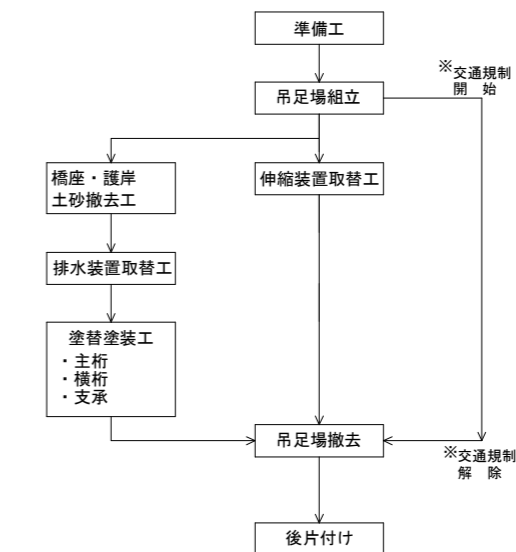 準備工
※交通規制
開　始
吊足場組立
橋座・護岸
土砂撤去工
伸縮装置取替工
排水装置取替工
塗替塗装工
・主桁
・横桁
・支承
吊足場撤去
※交通規制
解　除
後片付け